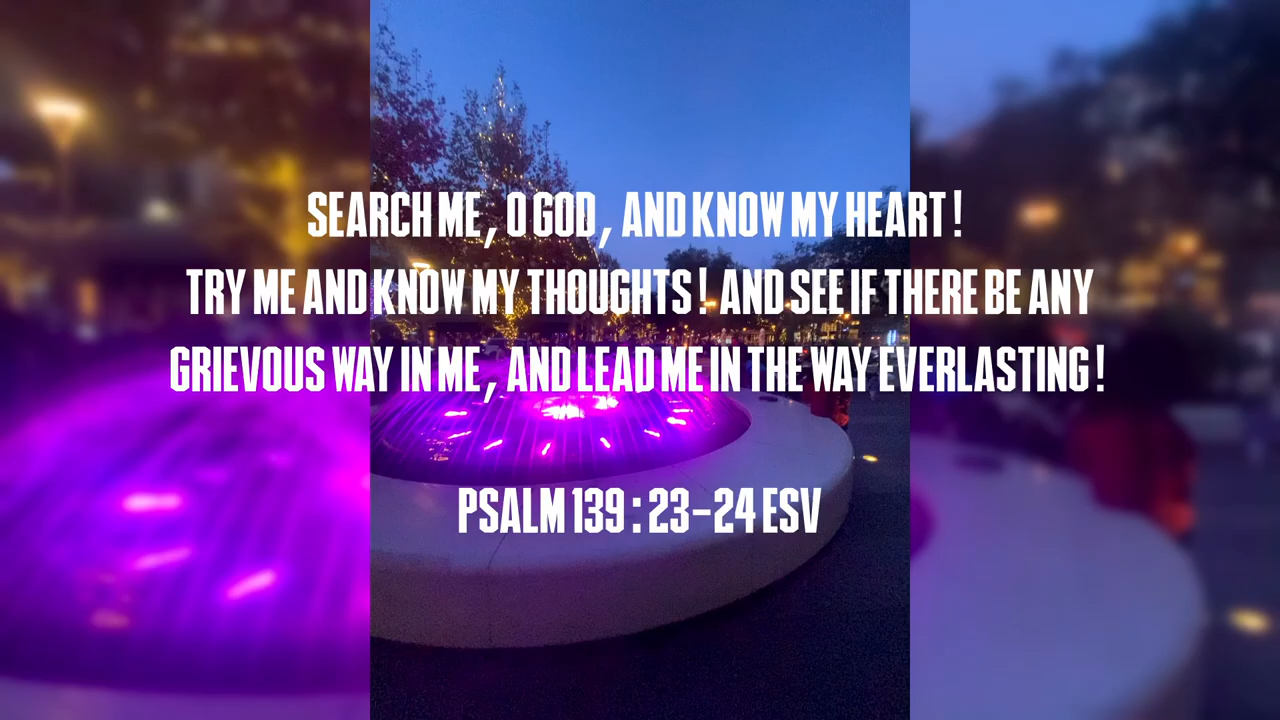 SEARCH ME, O GOD, AND KNOW MY HEART!
TRY ME AND KNOW MY THOUGHTS! AND SEE IF THERE BE ANY
GRIEVOUS WAY IN ME, AND LEAD ME IN THE WAY EVERLASTING!
PSALM 139:23-24 ESV